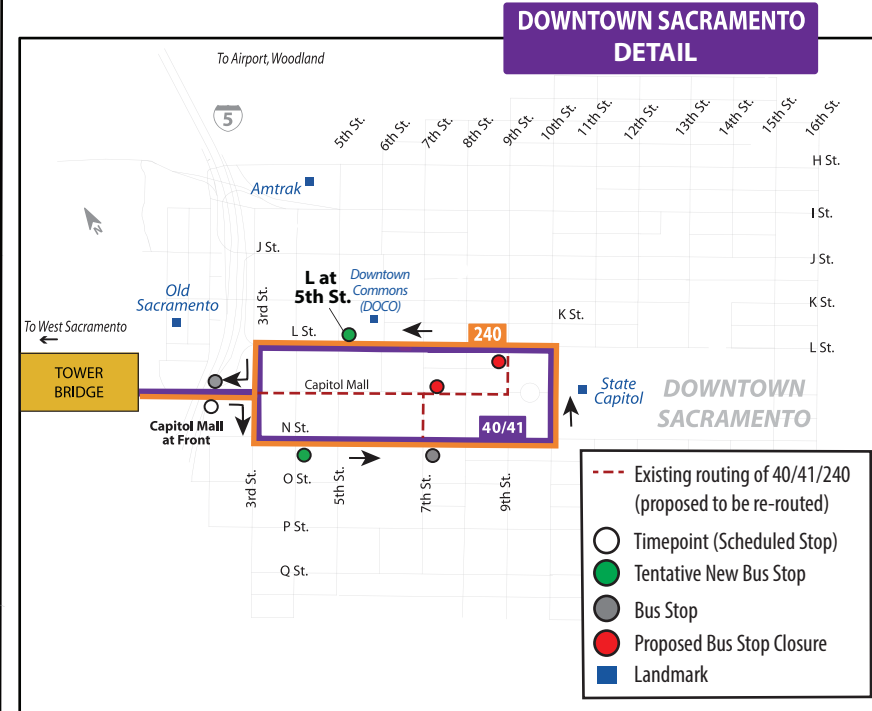 DOWNTOWN SACRAMENTO
DETAIL
To Airport, Woodland
5
5th St.
6th St.
7th St.
8th St.
9th St.
10th St.
11th St.
12th St.
13th St.
14th St.
15th St.
16th St.
H St.
Amtrak
N
I St.
J St.
J St.
L at
5th St.
Downtown
Commons
(DOCO)
Old
Sacramento
3rd St.
K St.
K St.
To West Sacramento
L St.
240
L St.
TOWER
BRIDGE
Capitol Mall
State
Capitol
DOWNTOWN
SACRAMENTO
Capitol Mall
at Front
N St.
40/41
3rd St.
O St.
5th St.
7th St.
9th St.
P St.
Q St.
Existing routing of 40/41/240
(proposed to be re-routed)
Timepoint (Scheduled Stop)
Tentative New Bus Stop
Bus Stop
Proposed Bus Stop Closure
Landmark